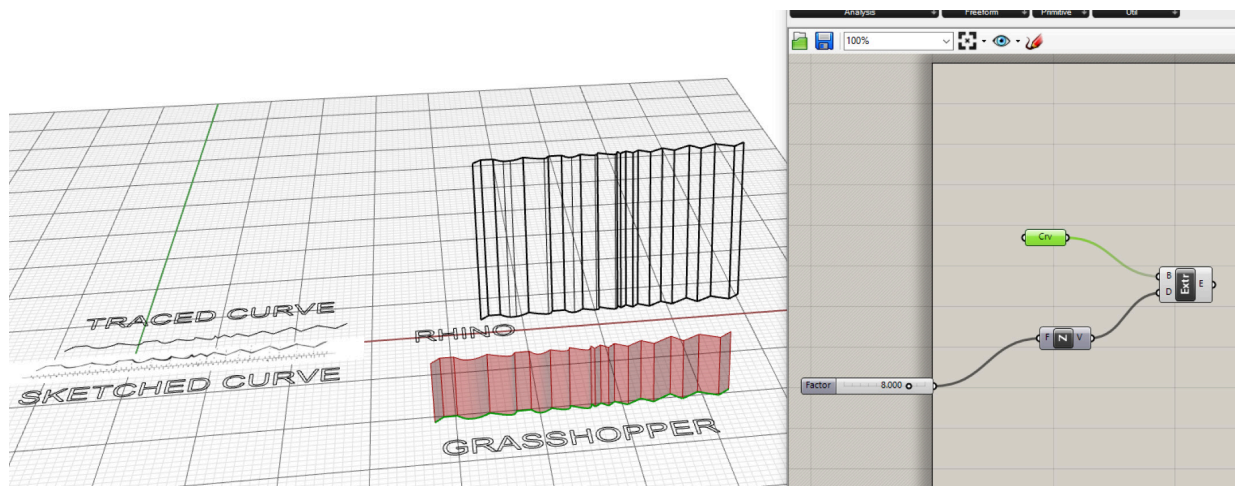 Analysis
Freeform
Primitive
Util
100%
TRACED CURVE
SKETCHED CURVE
RHINO
GRASSHOPPER
Crv
B
D
Extr
E
F
Z
V
Factor
8.000